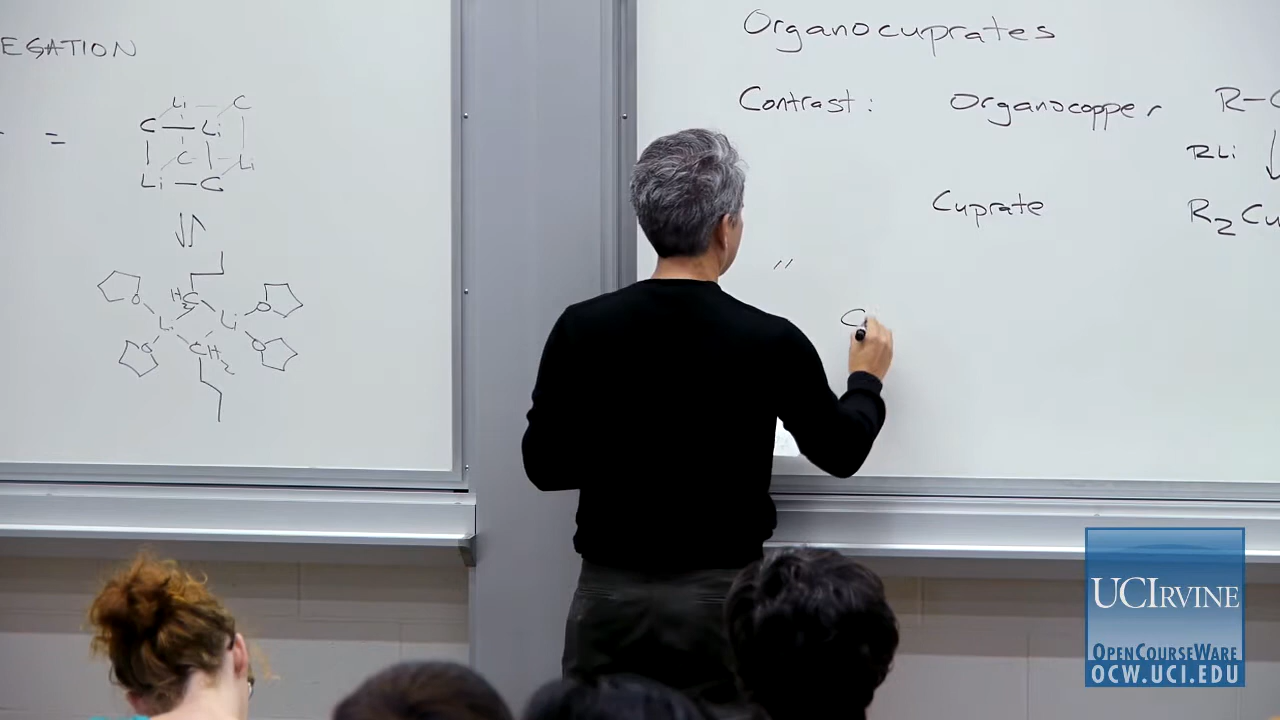 EGATION
=
Li C
C Li
C Li
Li C
H2C
O Li Li O
O CH2 O
Organocuprates
Contrast: Organocopper R-C
RLi
Cuprate R2Cu
"
C
UCIRVINE
OPENCOURSEWARE
OCW.UCI.EDU